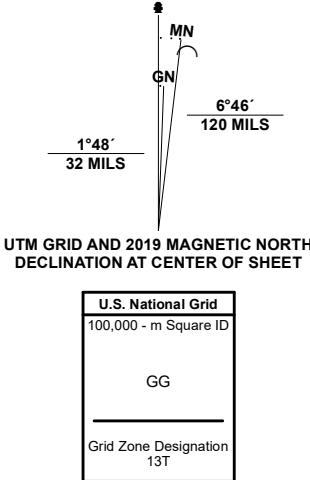 MN
GN
6°46´
120 MILS
1°48´
32 MILS
UTM GRID AND 2019 MAGNETIC NORTH
DECLINATION AT CENTER OF SHEET
U.S. National Grid
100,000 - m Square ID
GG
Grid Zone Designation
13T